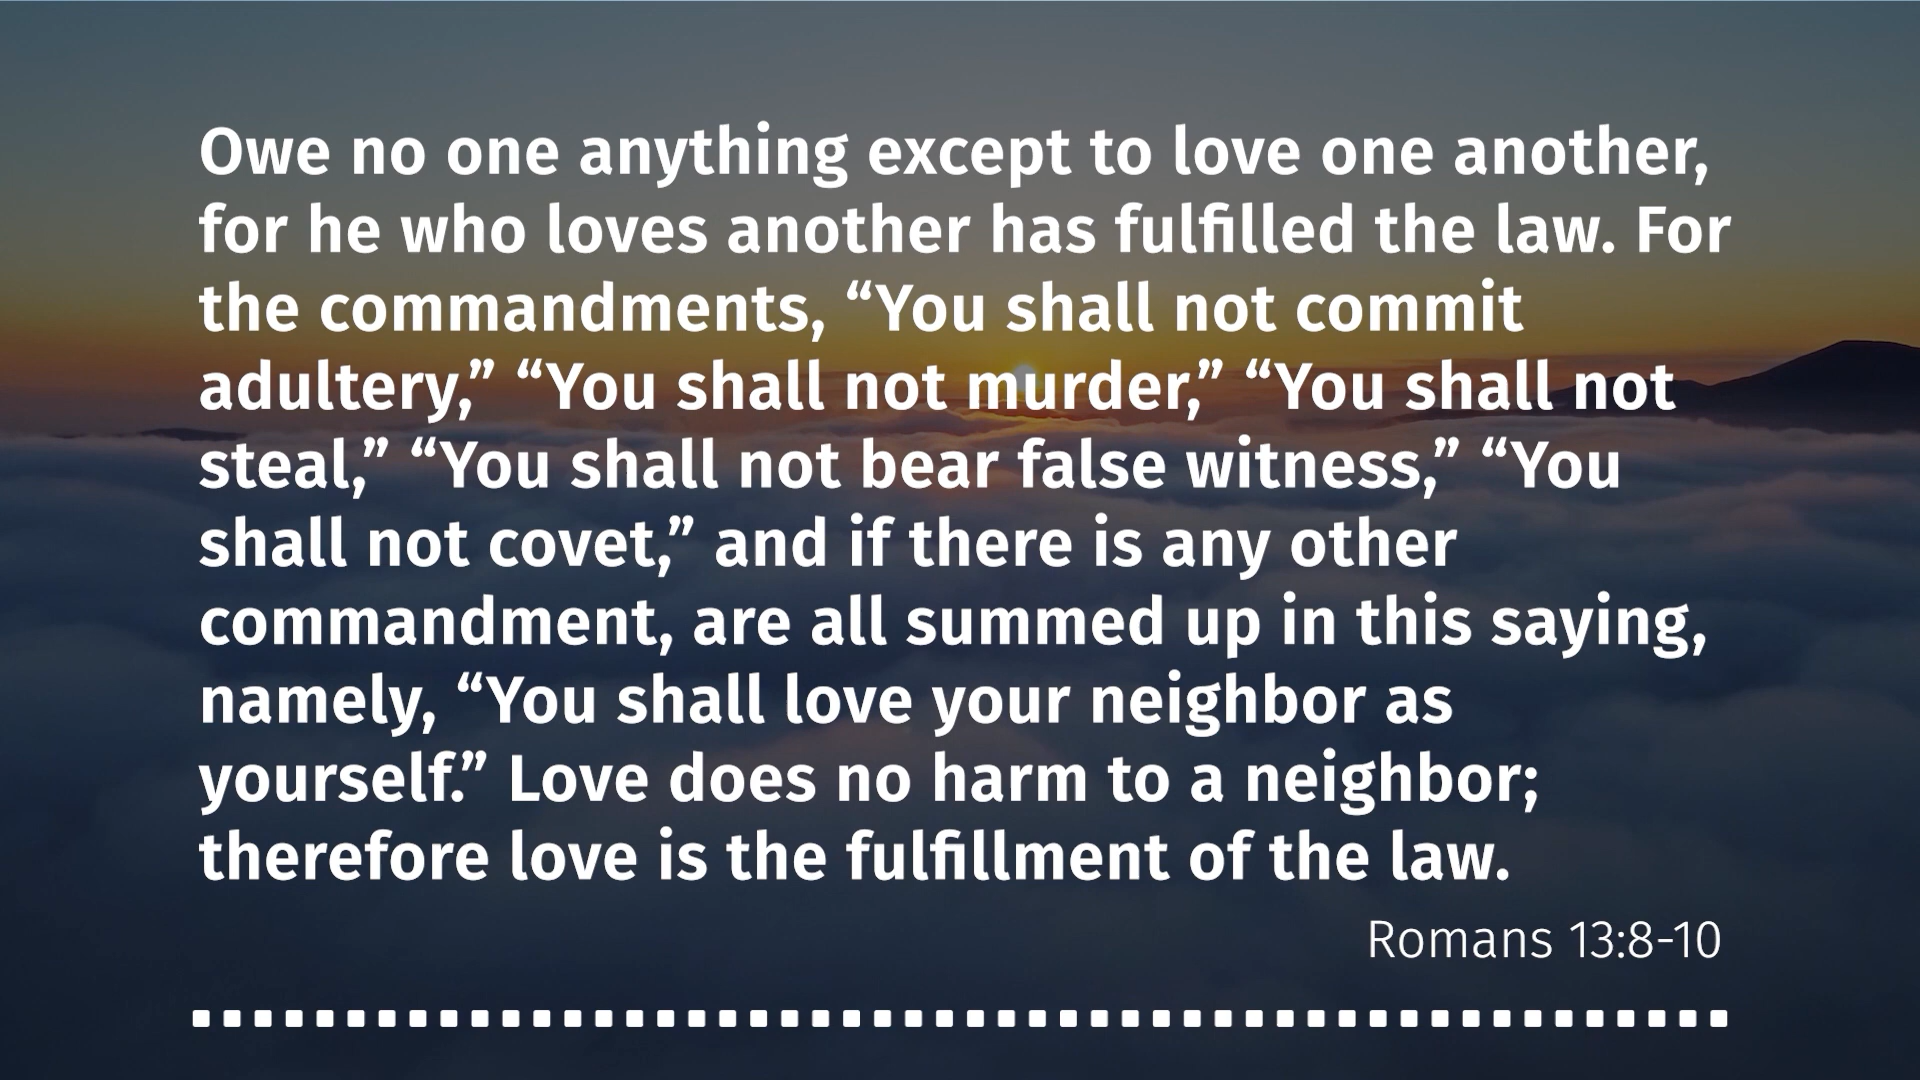 Owe no one anything except to love one another,
for he who loves another has fulfilled the law. For
the commandments, “You shall not commit
adultery,” “You shall not murder,” “You shall not
steal,” “You shall not bear false witness,” “You
shall not covet,” and if there is any other
commandment, are all summed up in this saying,
namely, “You shall love your neighbor as
yourself.” Love does no harm to a neighbor;
therefore love is the fulfillment of the law.
Romans 13:8-10